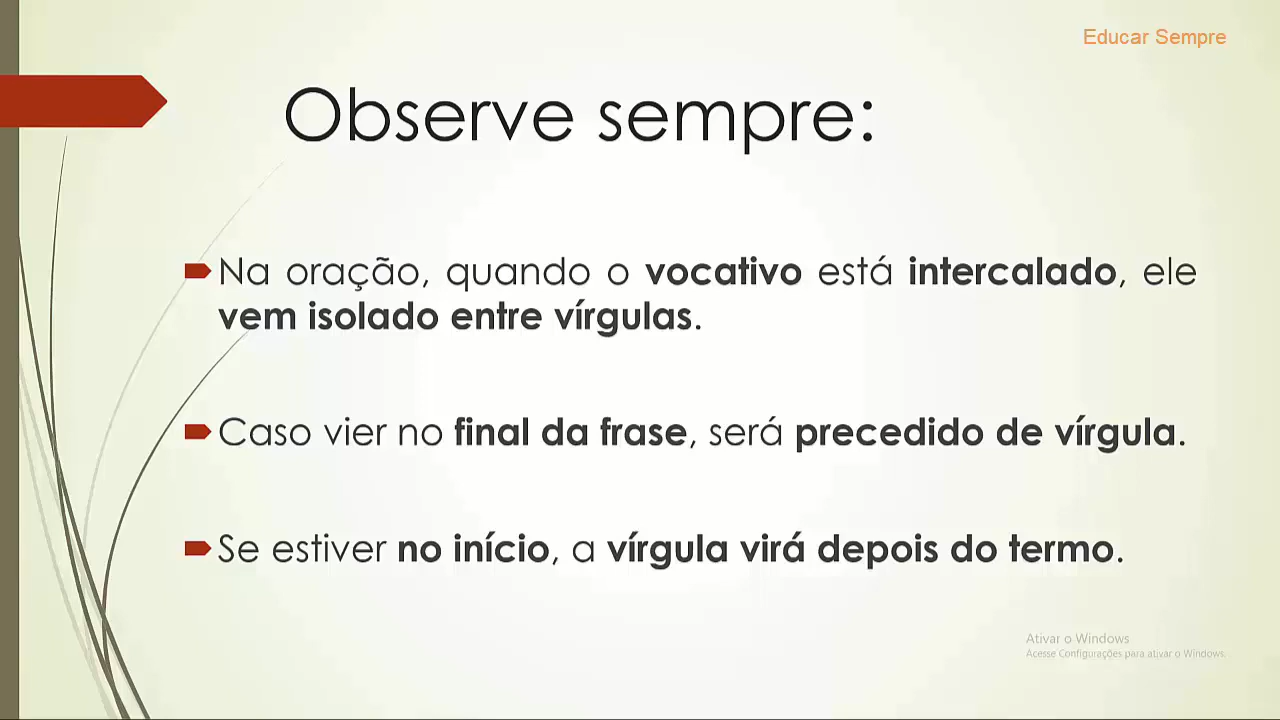 Educar Sempre
Observe sempre:
Na oração, quando o vocativo está intercalado, ele
vem isolado entre vírgulas.
Caso vier no final da frase, será precedido de vírgula.
Se estiver no início, a vírgula virá depois do termo.
Ativar o Windows
Acesse Configurações para ativar o Windows.